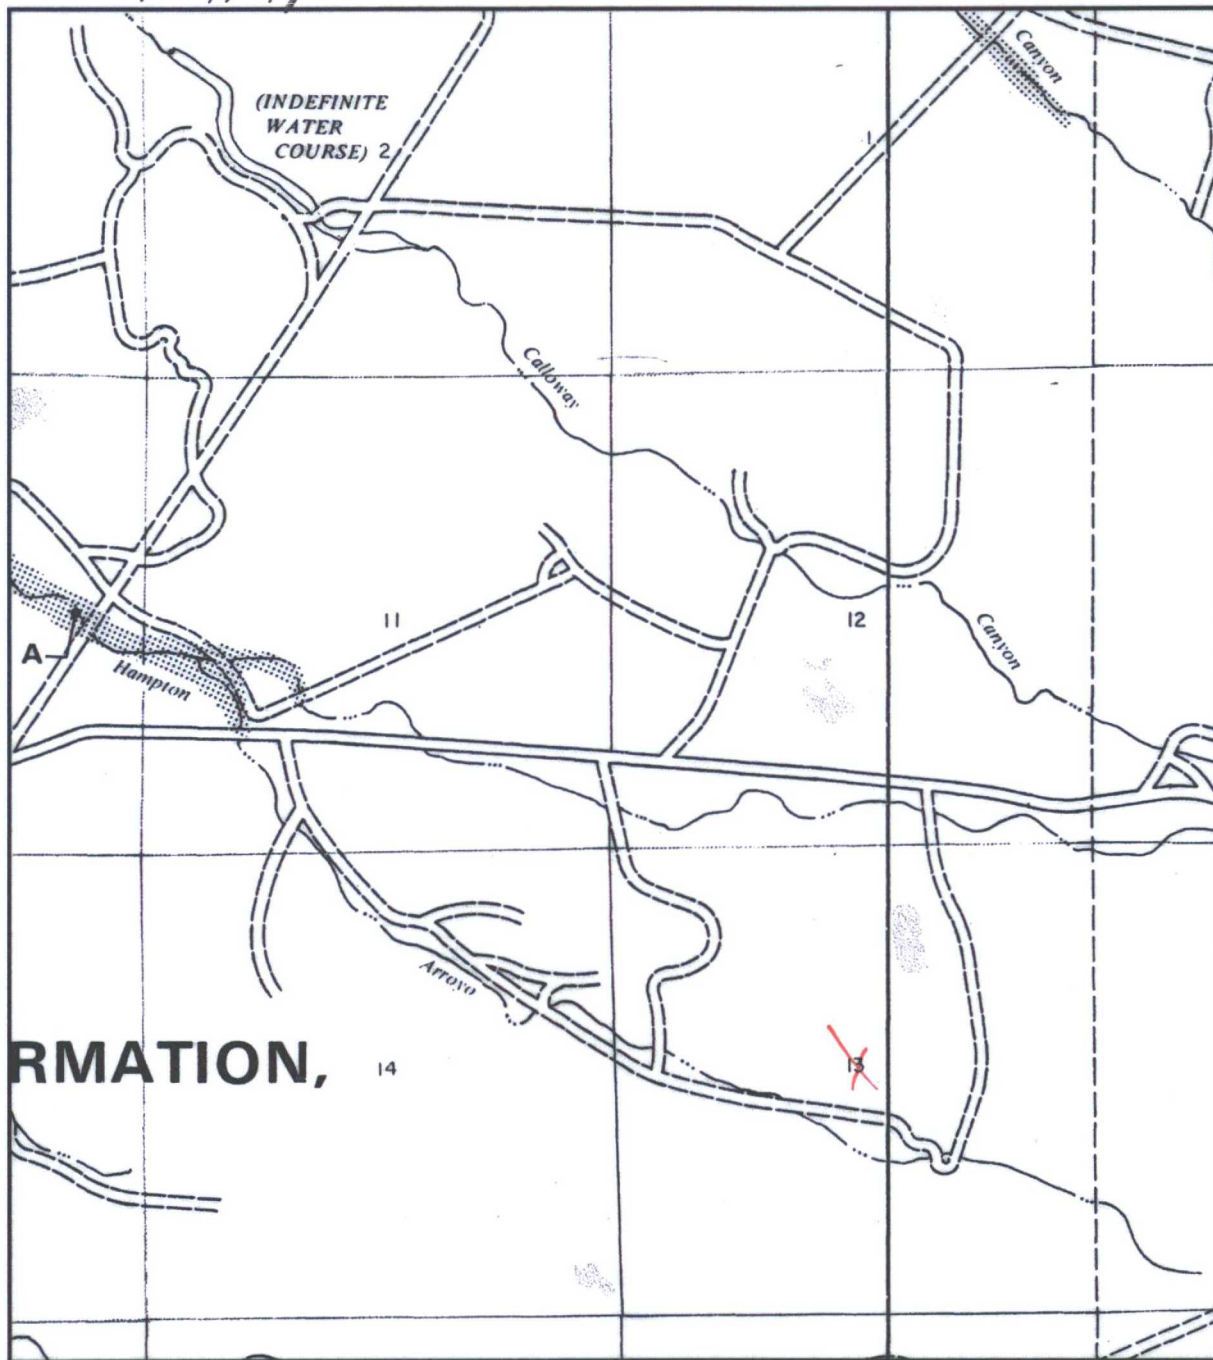 Canyon
(INDEFINITE
WATER
COURSE) 2
1
Calloway
11
12
Canyon
A
Hampton
Arroyo
RMATION,
14
13